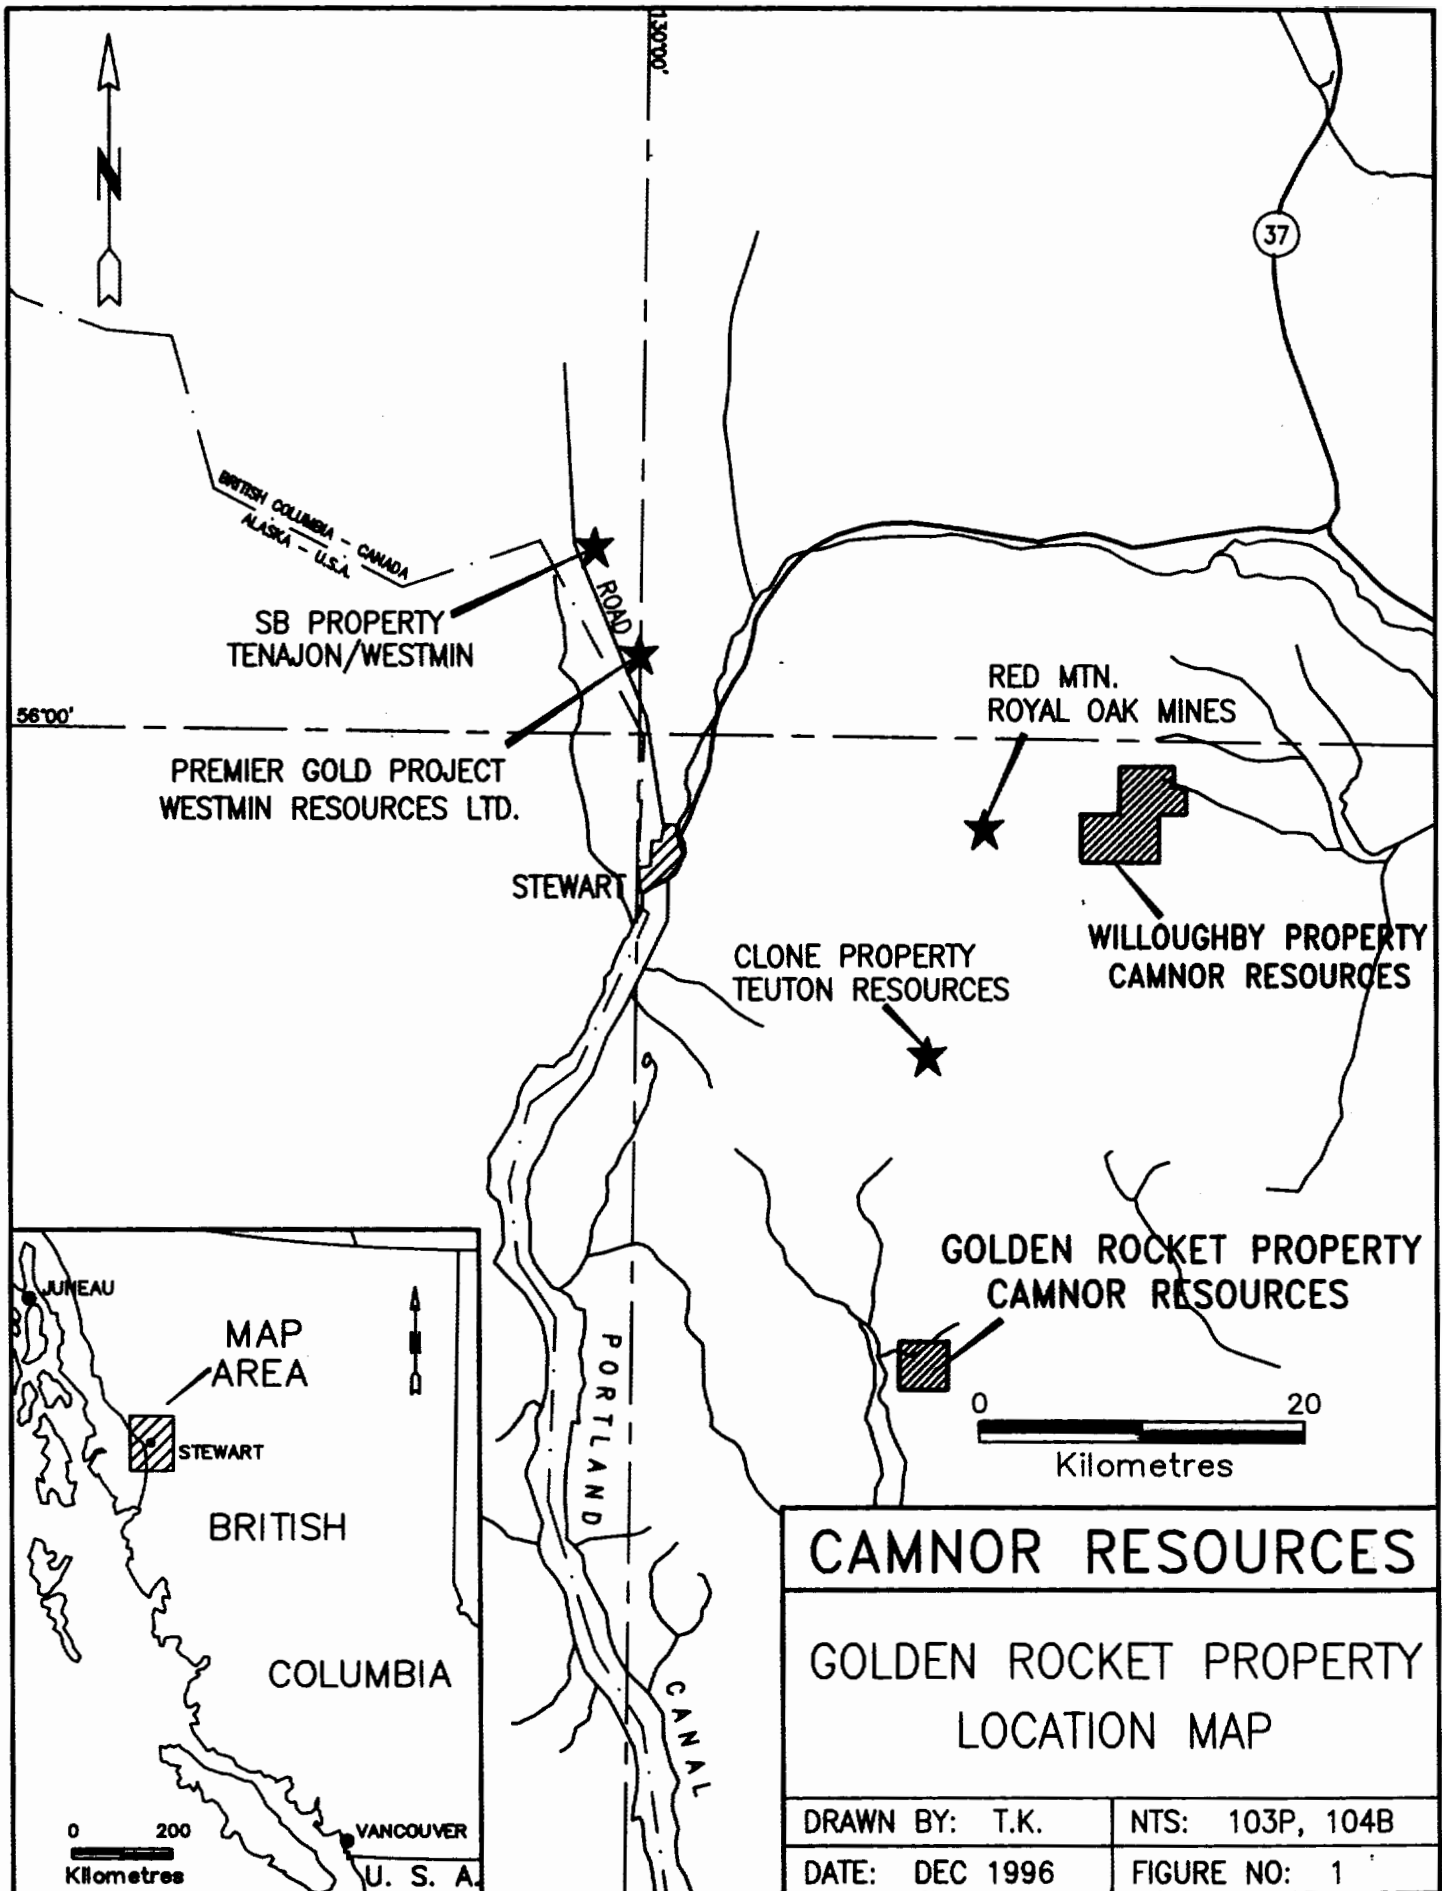 130°00'
N
37
BRITISH COLUMBIA - CANADA
ALASKA - U.S.A.
ROAD
SB PROPERTY
TENAJON/WESTMIN
56°00'
RED MTN.
ROYAL OAK MINES
PREMIER GOLD PROJECT
WESTMIN RESOURCES LTD.
STEWART
WILLOUGHBY PROPERTY
CAMNOR RESOURCES
CLONE PROPERTY
TEUTON RESOURCES
GOLDEN ROCKET PROPERTY
CAMNOR RESOURCES
PORTLAND
CANAL
0 20
Kilometres
JUNEAU
MAP
AREA
N
STEWART
BRITISH
COLUMBIA
VANCOUVER
U. S. A.
0 200
Kilometres
CAMNOR RESOURCES
GOLDEN ROCKET PROPERTY
LOCATION MAP
DRAWN BY: T.K.
NTS: 103P, 104B
DATE: DEC 1996
FIGURE NO: 1